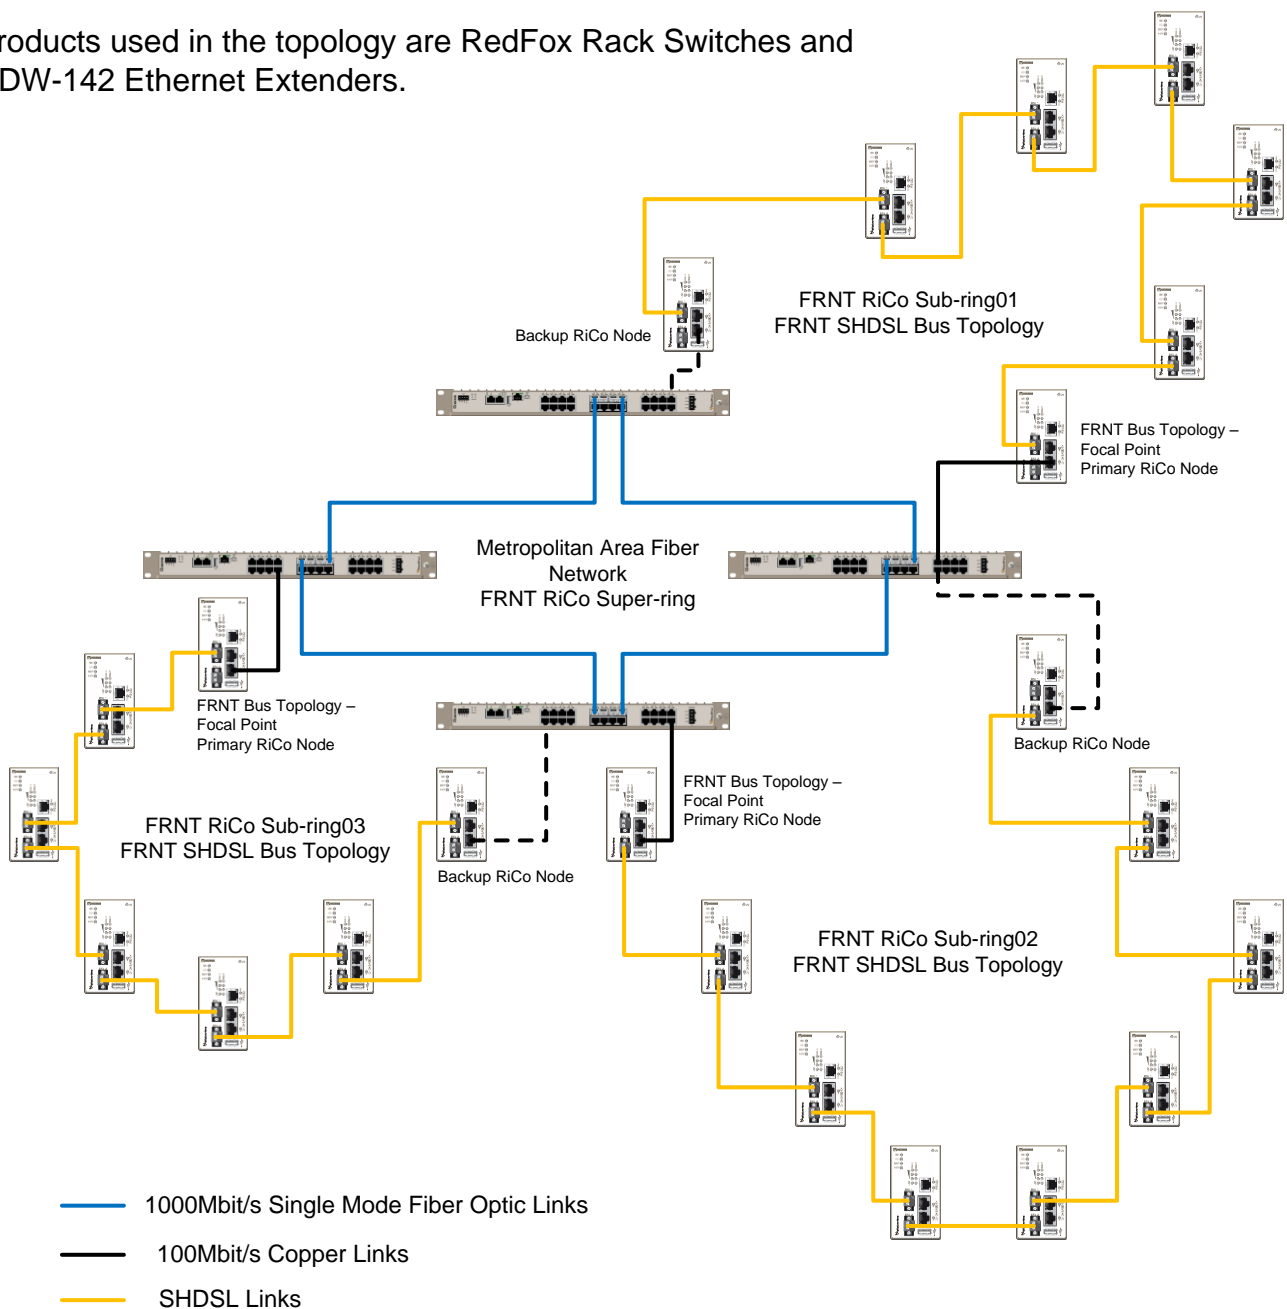 roducts used in the topology are RedFox Rack Switches and
DW-142 Ethernet Extenders.
FRNT RiCo Sub-ring01
FRNT SHDSL Bus Topology
Backup RiCo Node
FRNT Bus Topology –
Focal Point
Primary RiCo Node
Metropolitan Area Fiber
Network
FRNT RiCo Super-ring
FRNT Bus Topology –
Focal Point
Primary RiCo Node
Backup RiCo Node
FRNT Bus Topology –
Focal Point
Primary RiCo Node
FRNT RiCo Sub-ring03
FRNT SHDSL Bus Topology
Backup RiCo Node
FRNT RiCo Sub-ring02
FRNT SHDSL Bus Topology
1000Mbit/s Single Mode Fiber Optic Links
100Mbit/s Copper Links
SHDSL Links